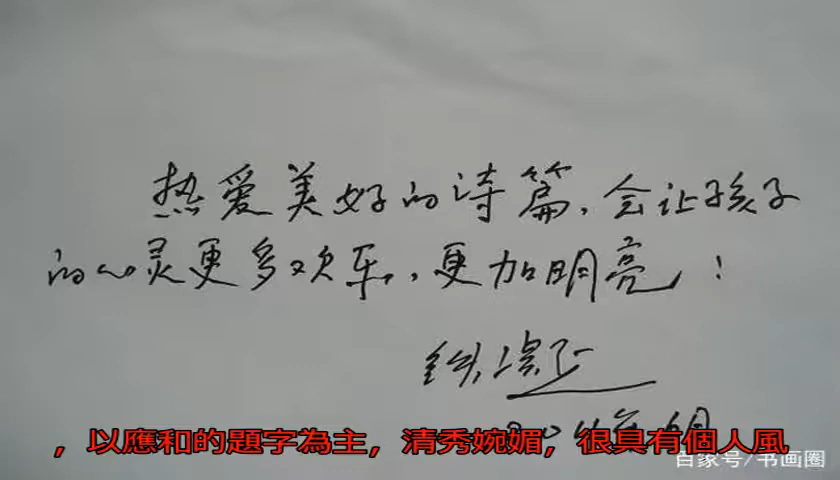 热爱美好的诗篇,会让孩子
的心灵更多欢乐,更加明亮!
铁凝
,以應和的題字為主,清秀婉媚,很具有個人風
百家号/书画圈